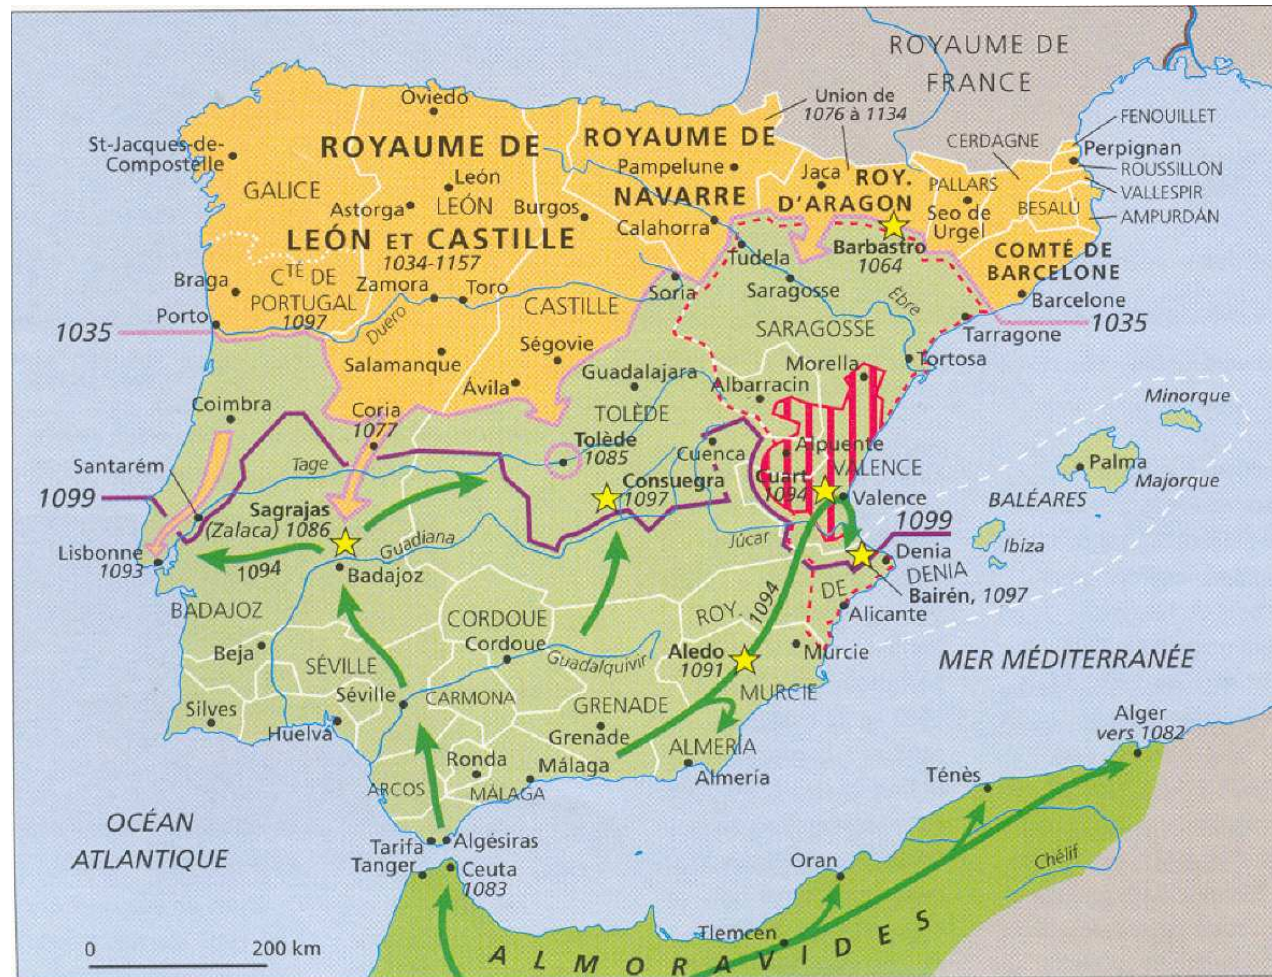 ROYAUME DE
FRANCE
Oviedo
Union de
1076 à 1134
FENOUILLET
St-Jacques-de-
Compostelle
ROYAUME DE
ROYAUME DE
CERDAGNE
Perpignan
Pampelune
ROUSSILLON
GALICE
León
NAVARRE
Jaca
ROY.
D'ARAGON
PALLARS
VALLESPIR
Astorga
LEÓN
Burgos
Seo de
Urgel
BESALÚ
AMPURDÁN
LEÓN ET CASTILLE
1034-1157
Calahorra
Barbastro
1064
COMTÉ DE
BARCELONE
Tudela
Braga
CTÉ DE
PORTUGAL
1097
Zamora
Toro
CASTILLE
Soria
Saragosse
Èbre
Barcelone
Porto
1035
Duero
SARAGOSSE
Tarragone
1035
Salamanque
Ségovie
Morella
Tortosa
Ávila
Guadalajara
Albarracin
Minorque
Coimbra
Coria
1077
TOLÈDE
Tolède
1085
Cuenca
Alpuente
Palma
Majorque
Santarém
Tage
Cuart
1094
VALENCE
1099
Consuegra
1097
Valence
BALÉARES
Sagrajas
(Zalaca) 1086
1099
Guadiana
Júcar
Ibiza
Lisbonne
1093
1094
Denia
DENIA
Badajoz
Bairén, 1097
BADAJOZ
CORDOUE
ROY.
1094
DE
Alicante
Beja
Cordoue
Guadalquivir
Aledo
1091
Murcie
MER MÉDITERRANÉE
SÉVILLE
Séville
CARMONA
GRENADE
MURCIE
Silves
Huelva
Grenade
Alger
vers 1082
ALMERÍA
Ronda
Málaga
Almería
Ténès
ARCOS
MÁLAGA
OCÉAN
ATLANTIQUE
Tarifa
Algésiras
Tanger
Ceuta
1083
Oran
Chélif
Tlemcen
ALMORAVIDES
0 200 km